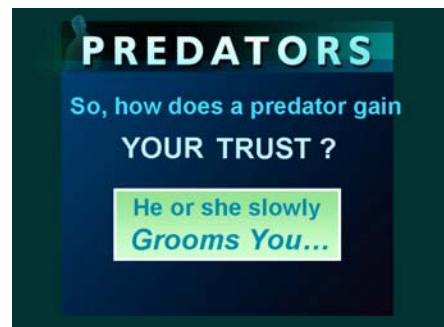 PREDATORS
So, how does a predator gain
YOUR TRUST ?
He or she slowly
Grooms You...